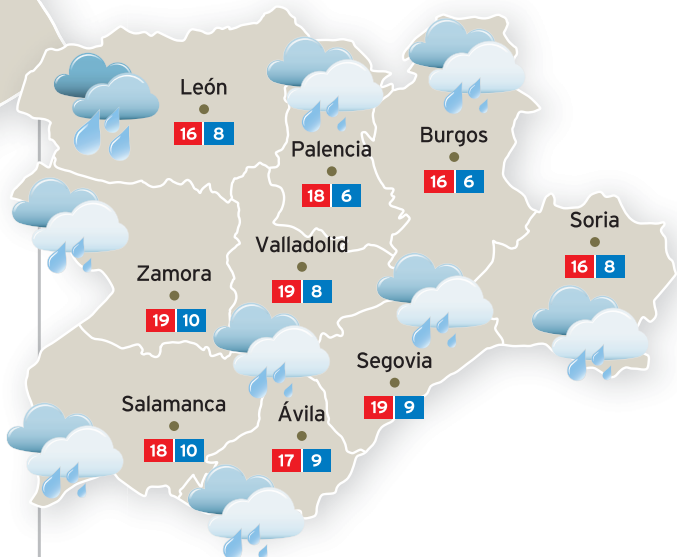 León
16 8
Palencia
18 6
Burgos
16 6
Soria
16 8
Valladolid
19 8
Zamora
19 10
Segovia
19 9
Salamanca
18 10
Ávila
17 9